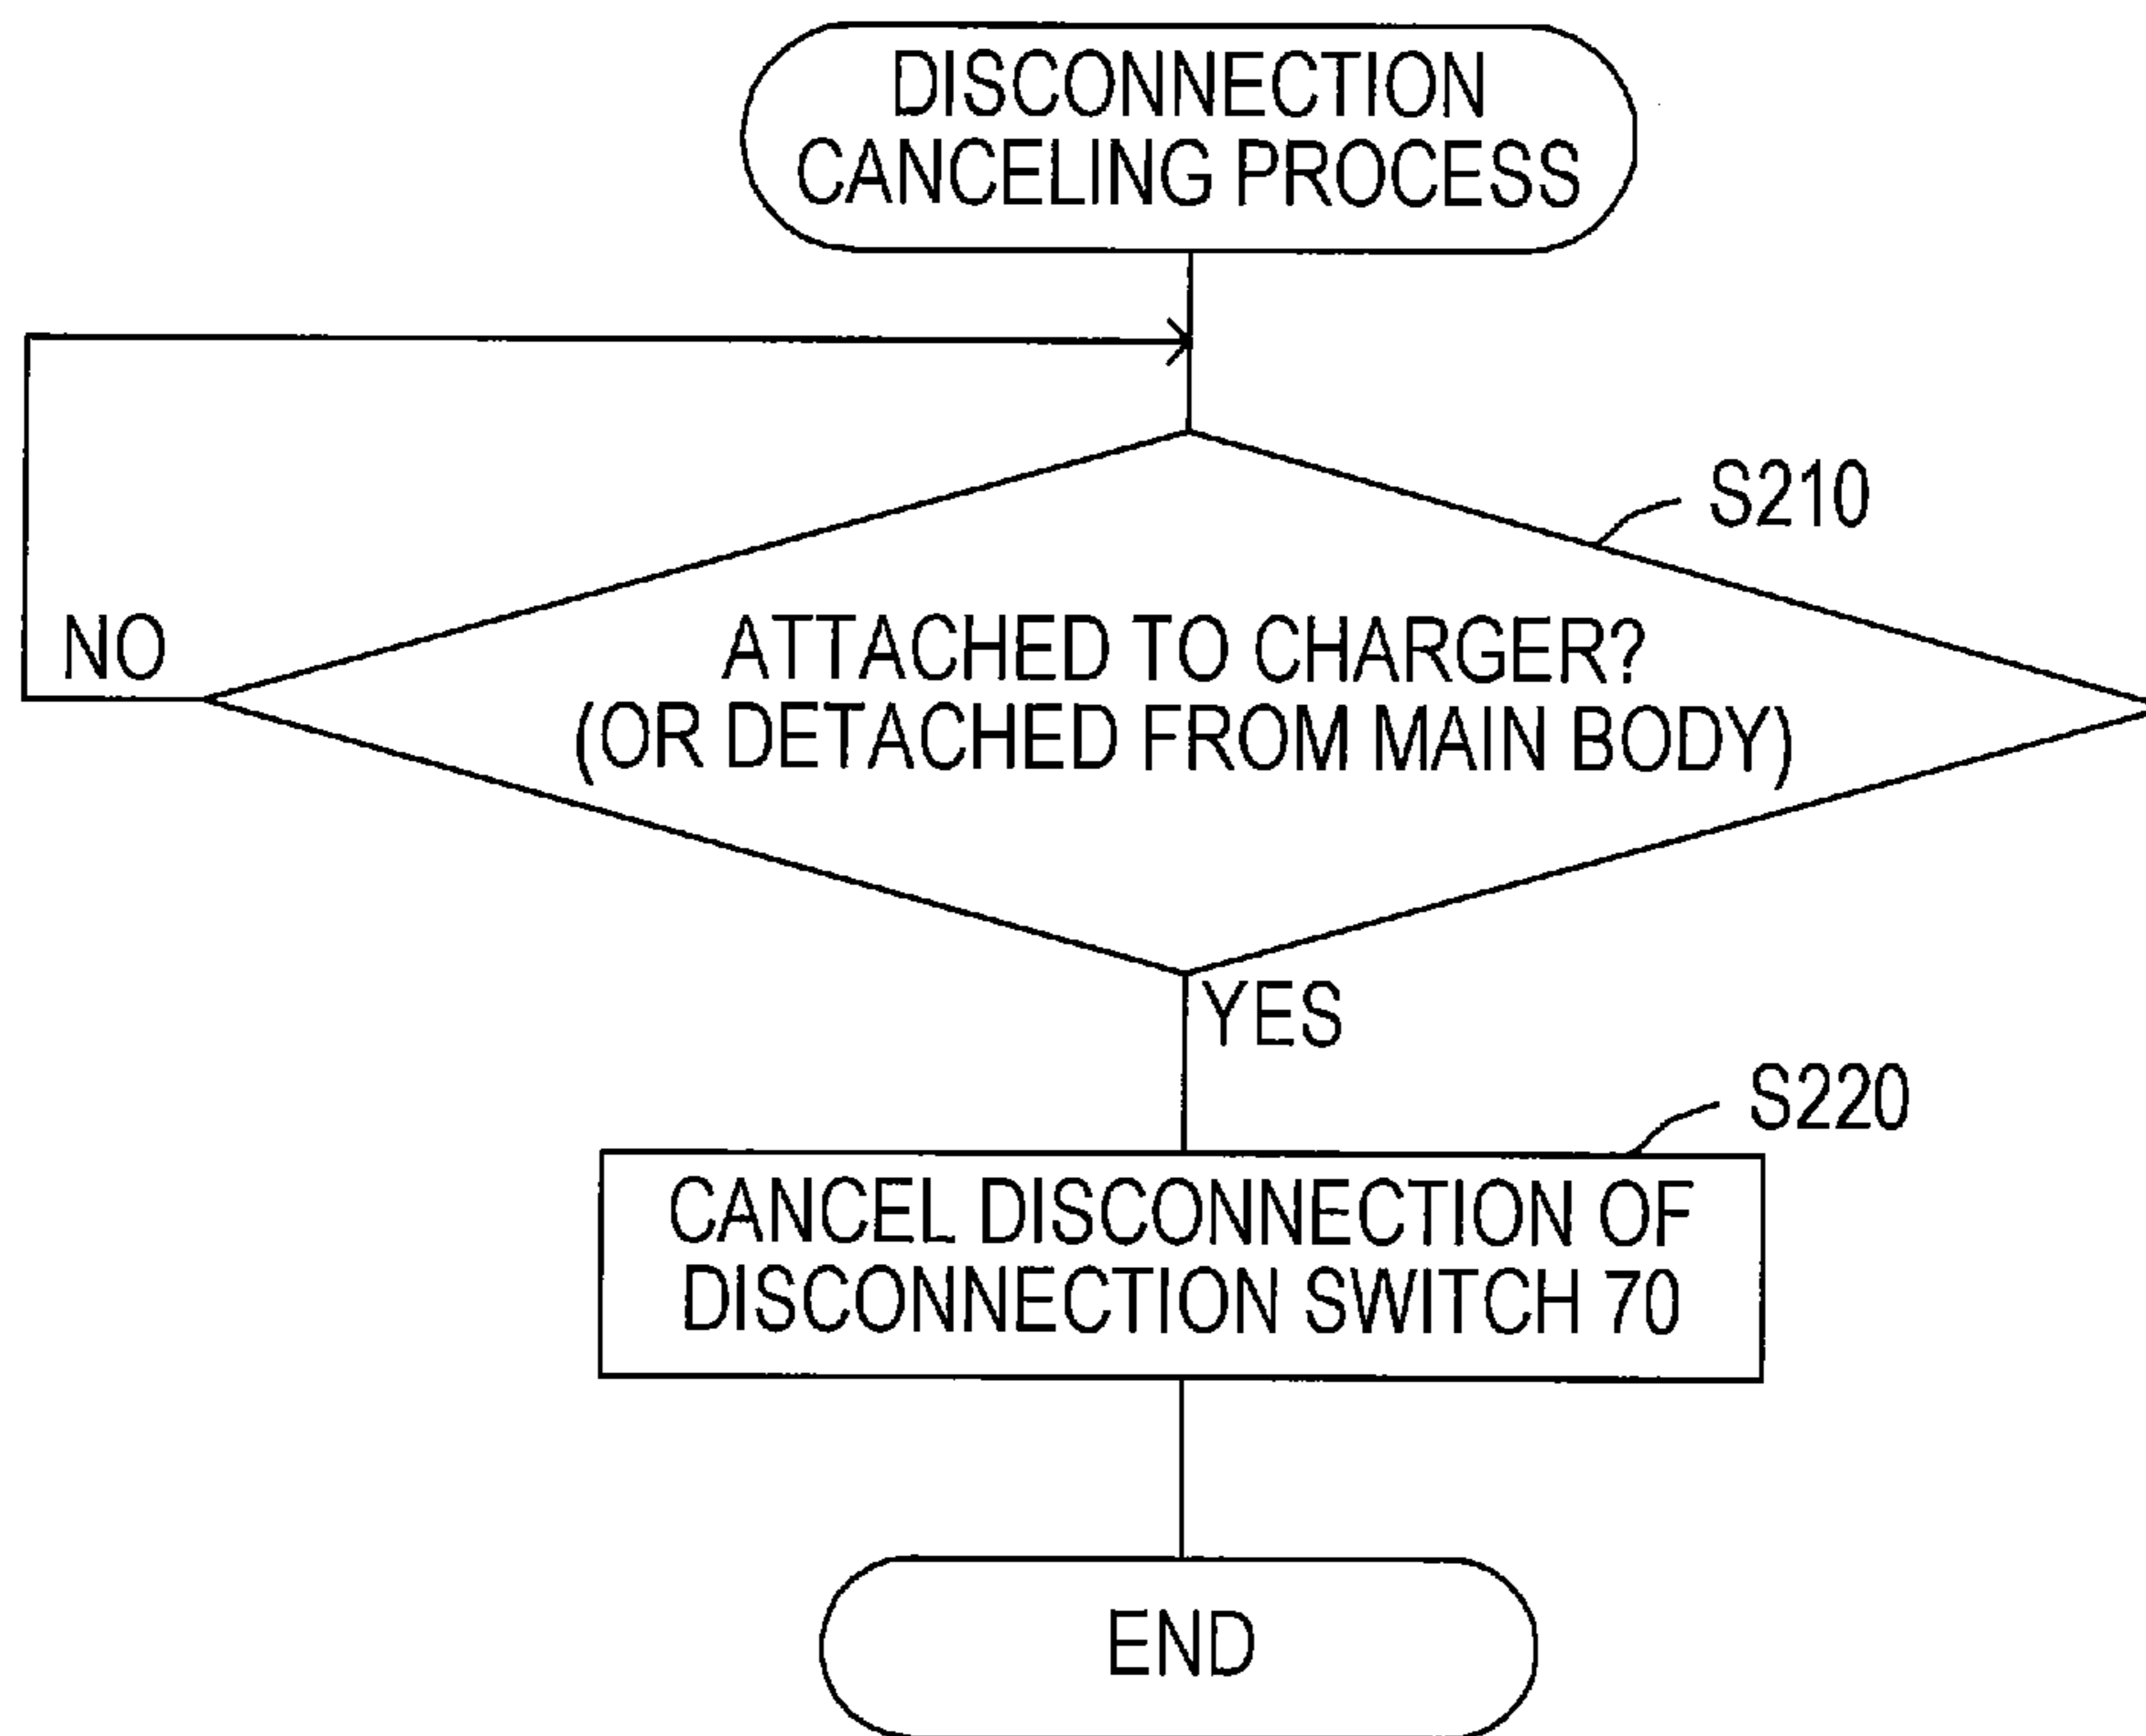 DISCONNECTION
CANCELING PROCESS
S210
NO
ATTACHED TO CHARGER?
(OR DETACHED FROM MAIN BODY)
YES
S220
CANCEL DISCONNECTION OF
DISCONNECTION SWITCH 70
END